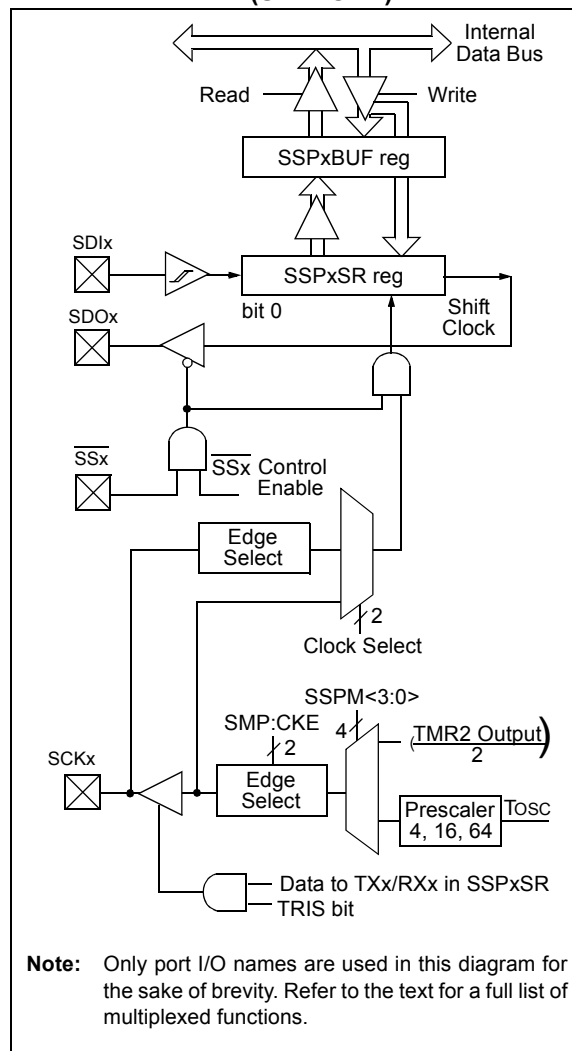 Internal
Data Bus
Read
Write
SSPxBUF reg
SDIx
SSPxSR reg
bit 0
Shift
Clock
SDOx
SSx
SSx Control
Enable
Edge
Select
2
Clock Select
SSPM<3:0>
SMP:CKE
4
2
(TMR2 Output)
2
SCKx
Edge
Select
Prescaler
4, 16, 64
TOSC
Data to TXx/RXx in SSPxSR
TRIS bit
Note: Only port I/O names are used in this diagram for
the sake of brevity. Refer to the text for a full list of
multiplexed functions.